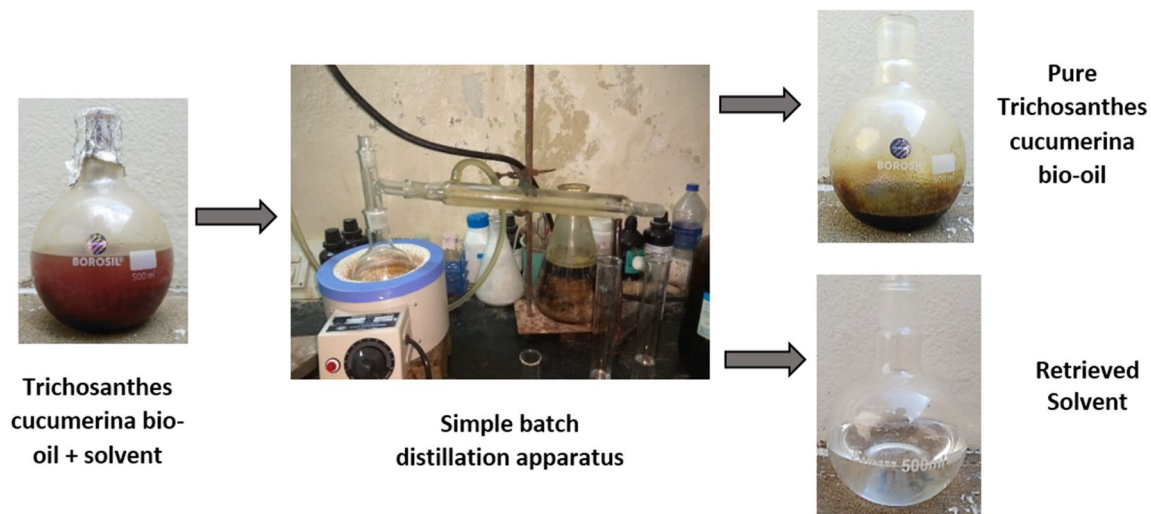 BOROSIL
500 ml
Trichosanthes
cucumerina bio-
oil + solvent
Simple batch
distillation apparatus
BOROSIL
Pure
Trichosanthes
cucumerina
bio-oil
500ml
Retrieved
Solvent